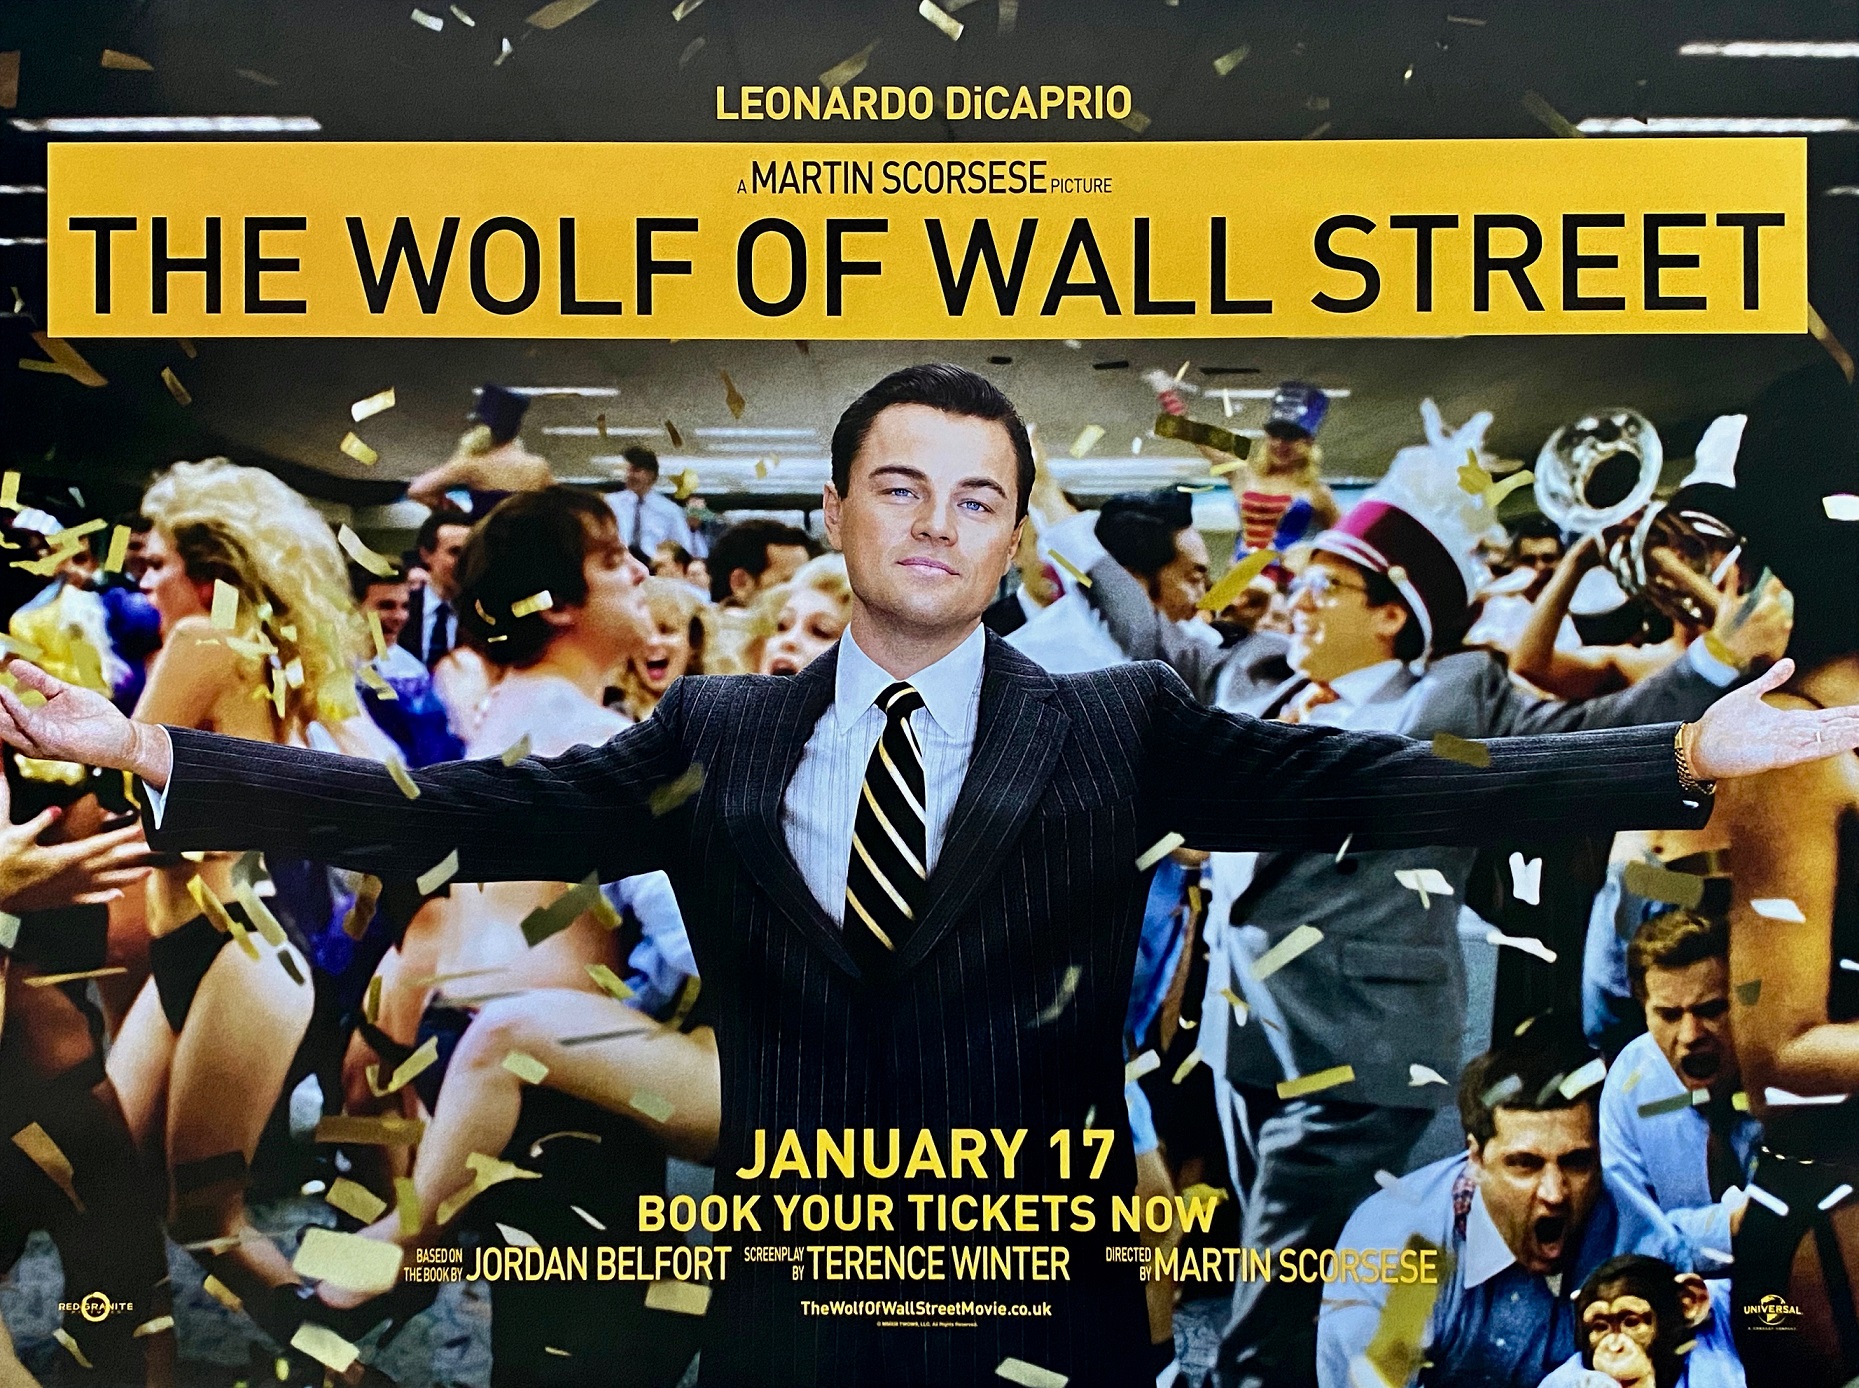 LEONARDO DiCAPRIO
A MARTIN SCORSESE PICTURE
THE WOLF OF WALL STREET
JANUARY 17
BOOK YOUR TICKETS NOW
BASED ON THE BOOK BY JORDAN BELFORT SCREENPLAY BY TERENCE WINTER DIRECTED BY MARTIN SCORSESE
TheWolfOfWallStreetMovie.co.uk
RED GRANITE
UNIVERSAL